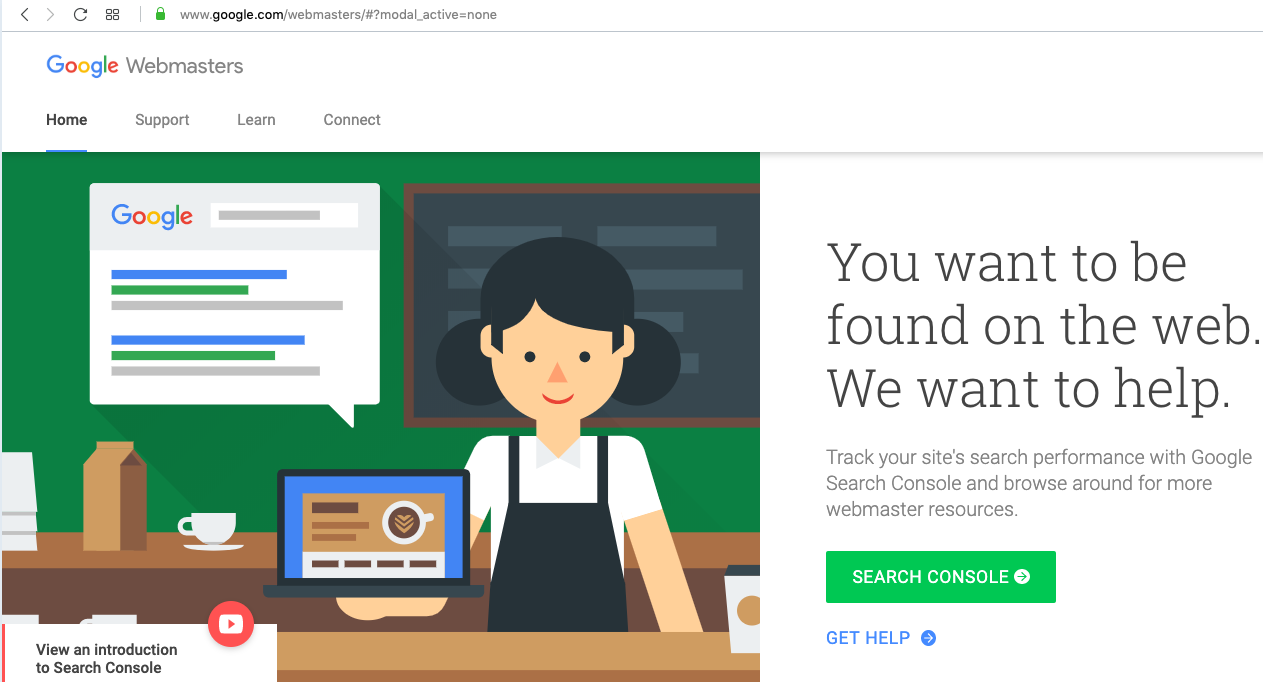 www.google.com/webmasters/#?modal_active=none
Google Webmasters
Home Support Learn Connect
Google
You want to be
found on the web.
We want to help.
Track your site's search performance with Google
Search Console and browse around for more
webmaster resources.
SEARCH CONSOLE
GET HELP
View an introduction
to Search Console